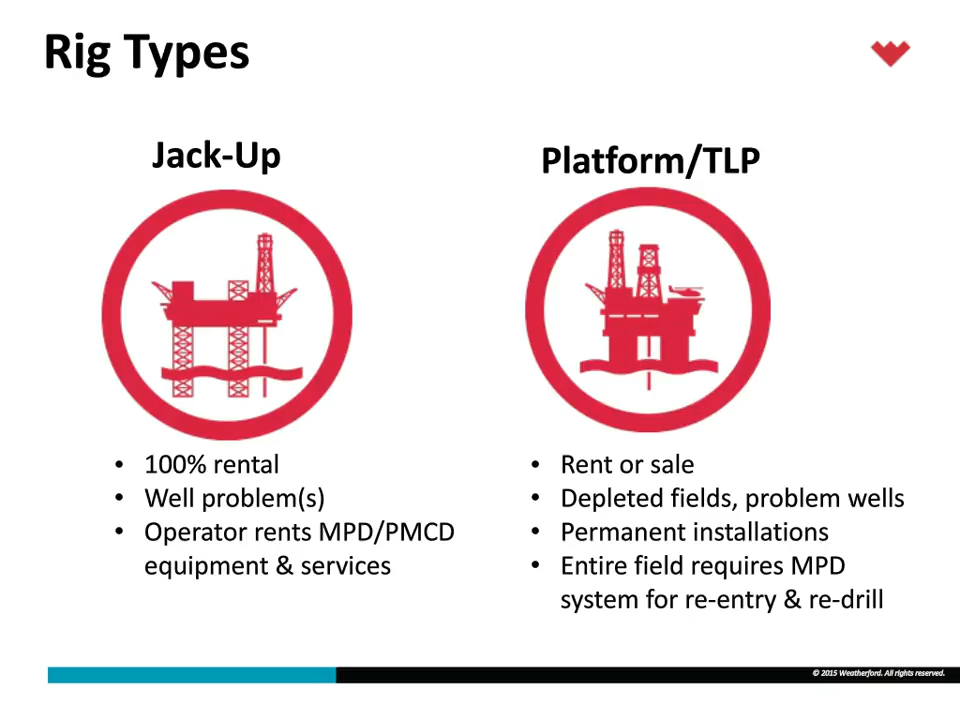 Rig Types
Jack-Up
• 100% rental
• Well problem(s)
• Operator rents MPD/PMCD
equipment & services
Platform/TLP
• Rent or sale
• Depleted fields, problem wells
• Permanent installations
• Entire field requires MPD
system for re-entry & re-drill
© 2015 Weatherford. All rights reserved.